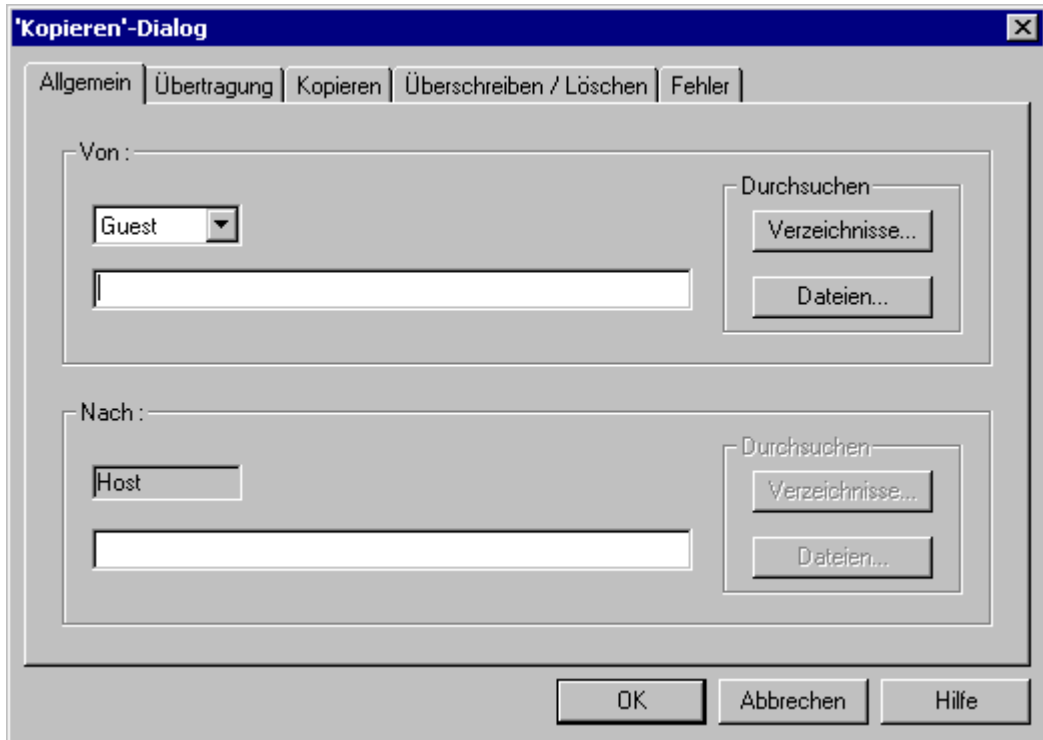 'Kopieren'-Dialog
Allgemein Übertragung Kopieren Überschreiben / Löschen Fehler
Von :
Durchsuchen
Guest
Verzeichnisse...
Dateien...
Nach :
Durchsuchen
Host
Verzeichnisse...
Dateien...
OK Abbrechen Hilfe